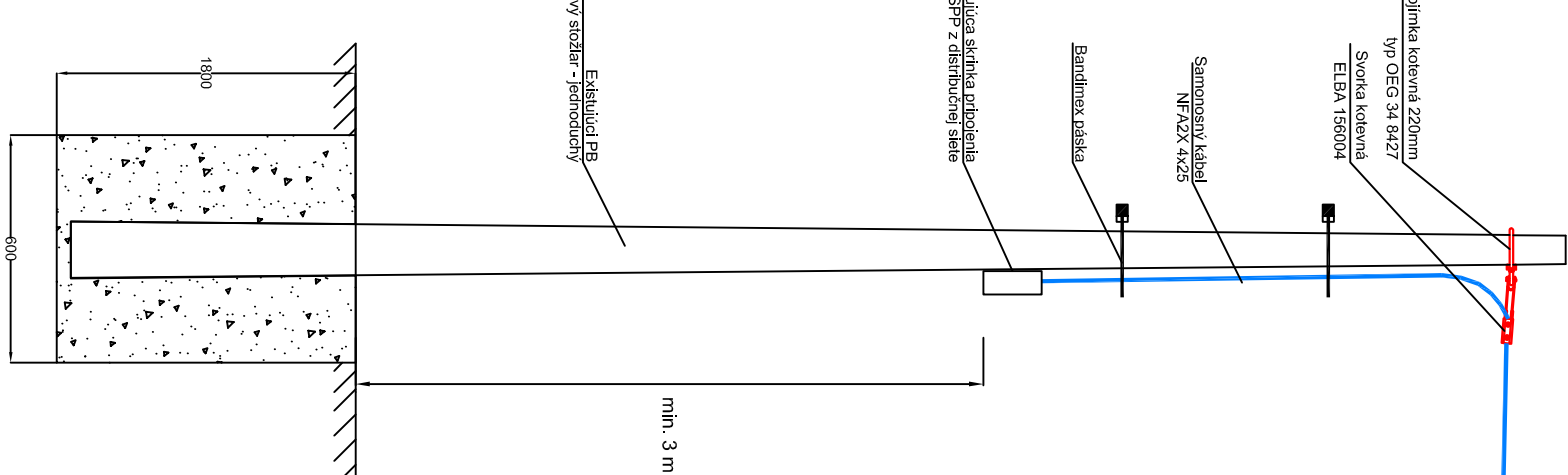 ojímka kotevná 220mm
typ OEG 34 8427
Svorka kotevná
ELBA 156004
Samonosný kábel
NFA2X 4x25
Bandimex páska
ujúca skrinka pripojenia
SPP z distribučnej siete
min. 3 m
Existujúci PB
vý stožiar - jednoduchý
1800
600